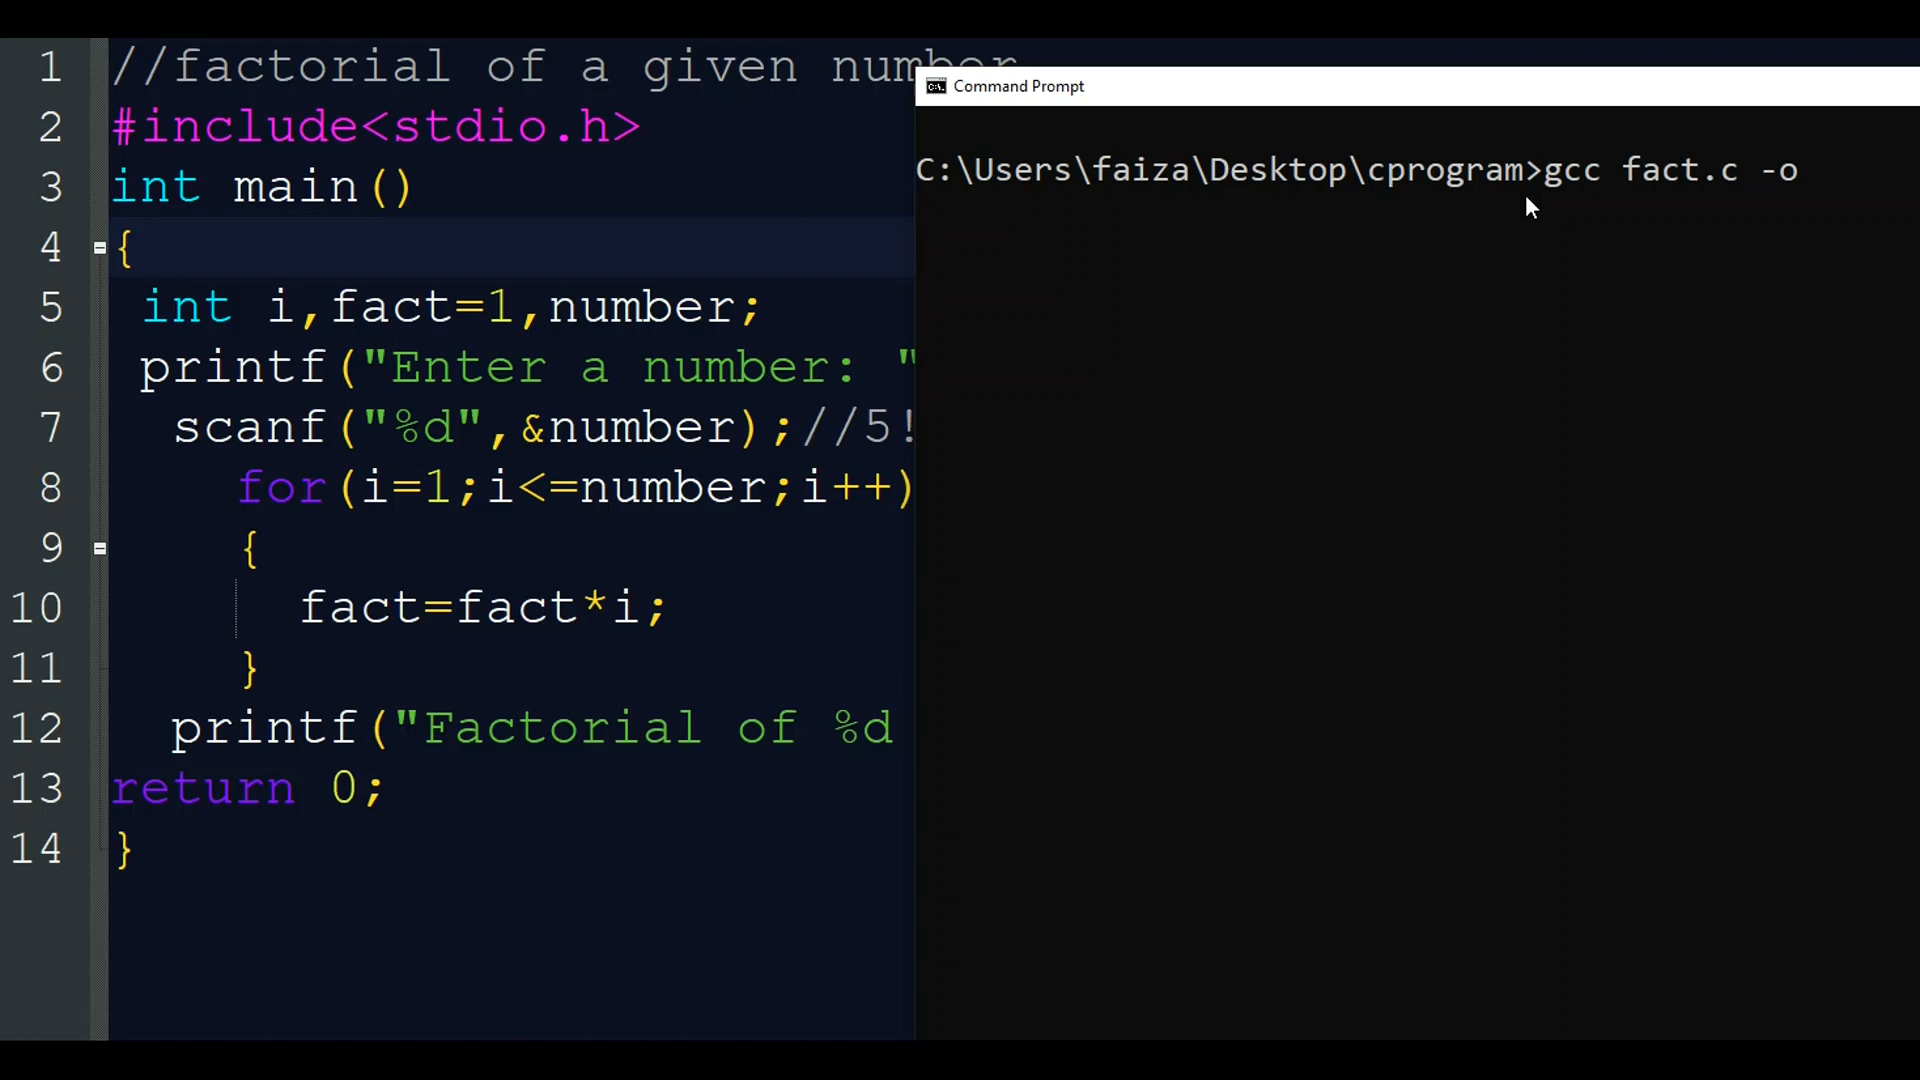 1 //factorial of a given number
2 #include<stdio.h>
3 int main()
4 {
5 int i,fact=1,number;
6 printf("Enter a number: "
7 scanf("%d",&number);//5!
8 for(i=1;i<=number;i++)
9 {
10 fact=fact*i;
11 }
12 printf("Factorial of %d
13 return 0;
14 }
Command Prompt
C:\Users\faiza\Desktop\cprogram>gcc fact.c -o